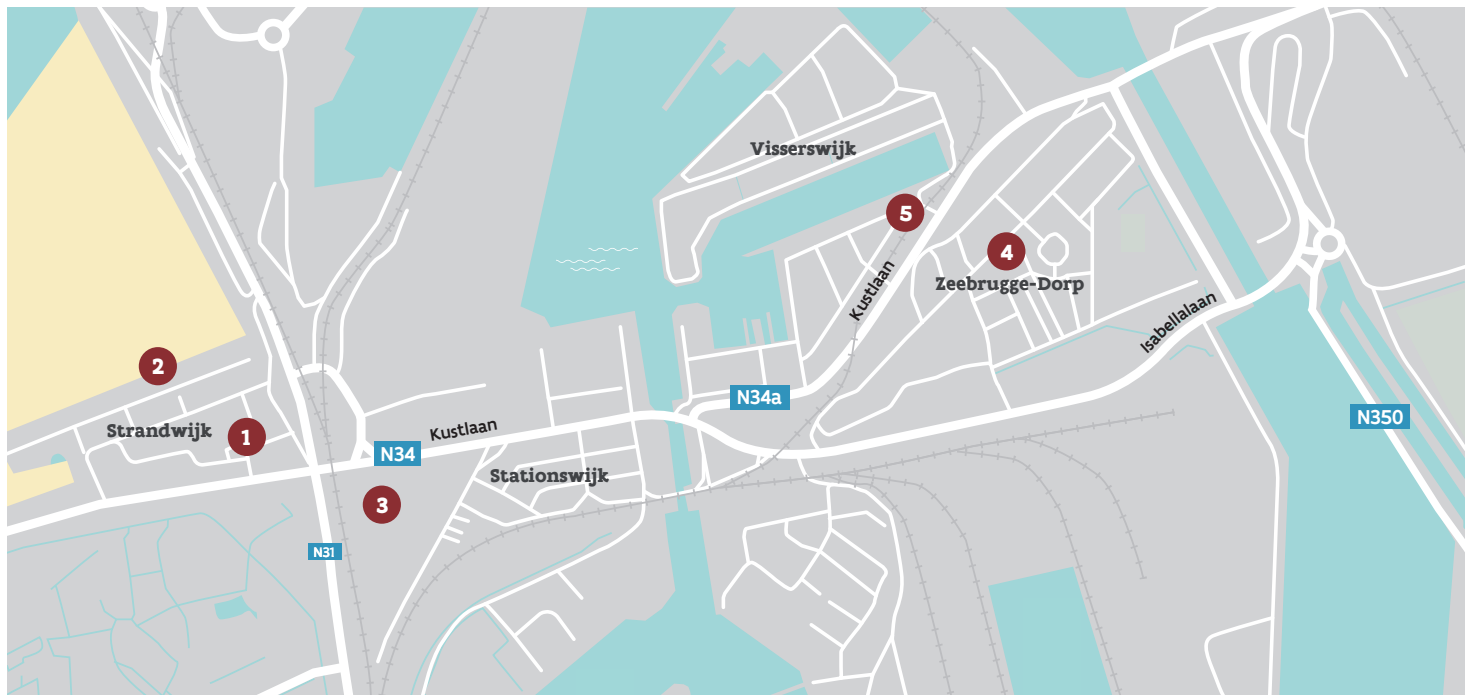 Visserswijk
5
4
Kustlaan
Zeebrugge-Dorp
Isabellalaan
2
N34a
N350
Strandwijk
1
Kustlaan
N34
Stationswijk
3
N31